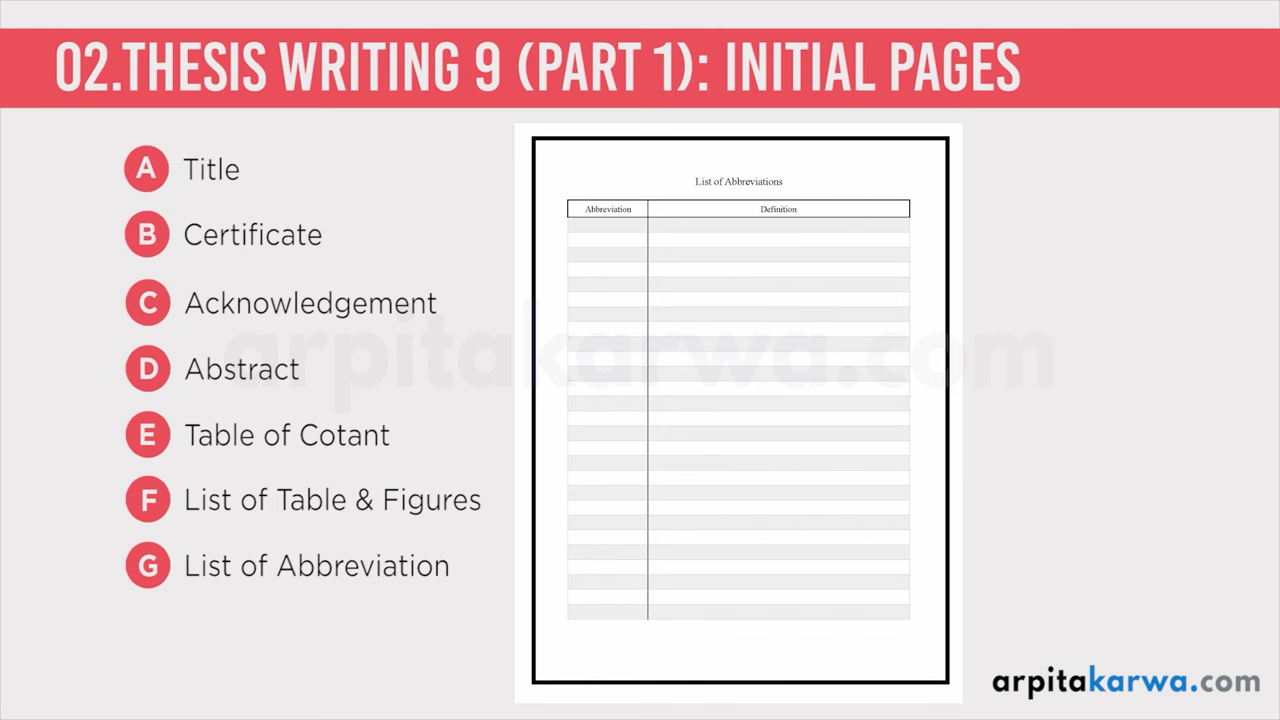 02.THESIS WRITING 9 (PART 1): INITIAL PAGES
A Title
B Certificate
C Acknowledgement
D Abstract
E Table of Cotant
F List of Table & Figures
G List of Abbreviation
List of Abbreviations
Abbreviation Definition
arpitakarwa.com
arpitakarwa.com